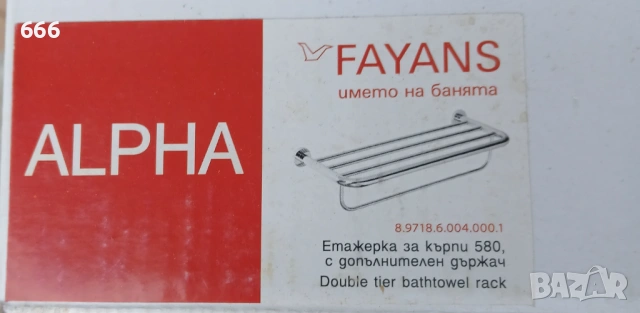 666
ALPHA
FAYANS
името на банята
8.9718.6.004.000.1
Етажерка за кърпи 580,
с допълнителен държач
Double tier bathtowel rack
BAZAR.BG